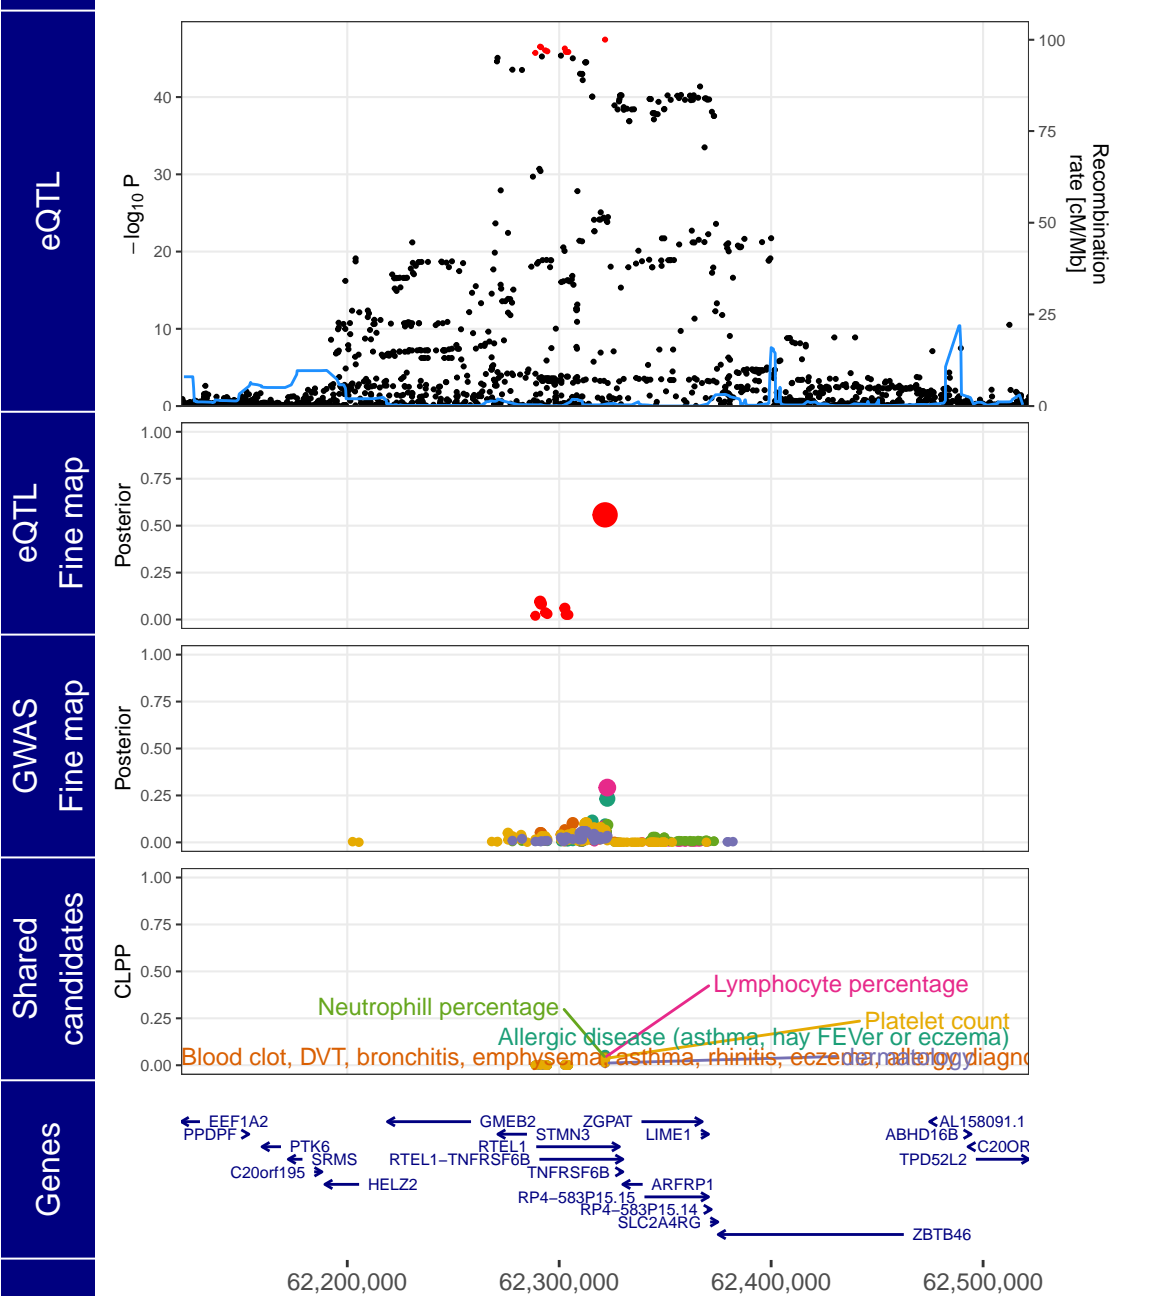 eQTL
– log10 P
40
30
20
10
0
100
75
50
25
0
Recombination
rate [cM/Mb]
eQTL
Fine map
Posterior
1.00
0.75
0.50
0.25
0.00
GWAS
Fine map
Posterior
1.00
0.75
0.50
0.25
0.00
Shared
candidates
CLPP
1.00
0.75
0.50
0.25
0.00
Lymphocyte percentage
Neutrophill percentage
Platelet count
Allergic disease (asthma, hay FEVer or eczema)
Blood clot, DVT, bronchitis, emphysema, asthma, rhinitis, eczema, allergy diagno
dermatology
Genes
EEF1A2
GMEB2
ZGPAT
AL158091.1
PPDPF
STMN3
LIME1
ABHD16B
PTK6
RTEL1
C20OR
SRMS
RTEL1–TNFRSF6B
TPD52L2
C20orf195
TNFRSF6B
HELZ2
ARFRP1
RP4–583P15.15
RP4–583P15.14
SLC2A4RG
ZBTB46
62,200,000
62,300,000
62,400,000
62,500,000